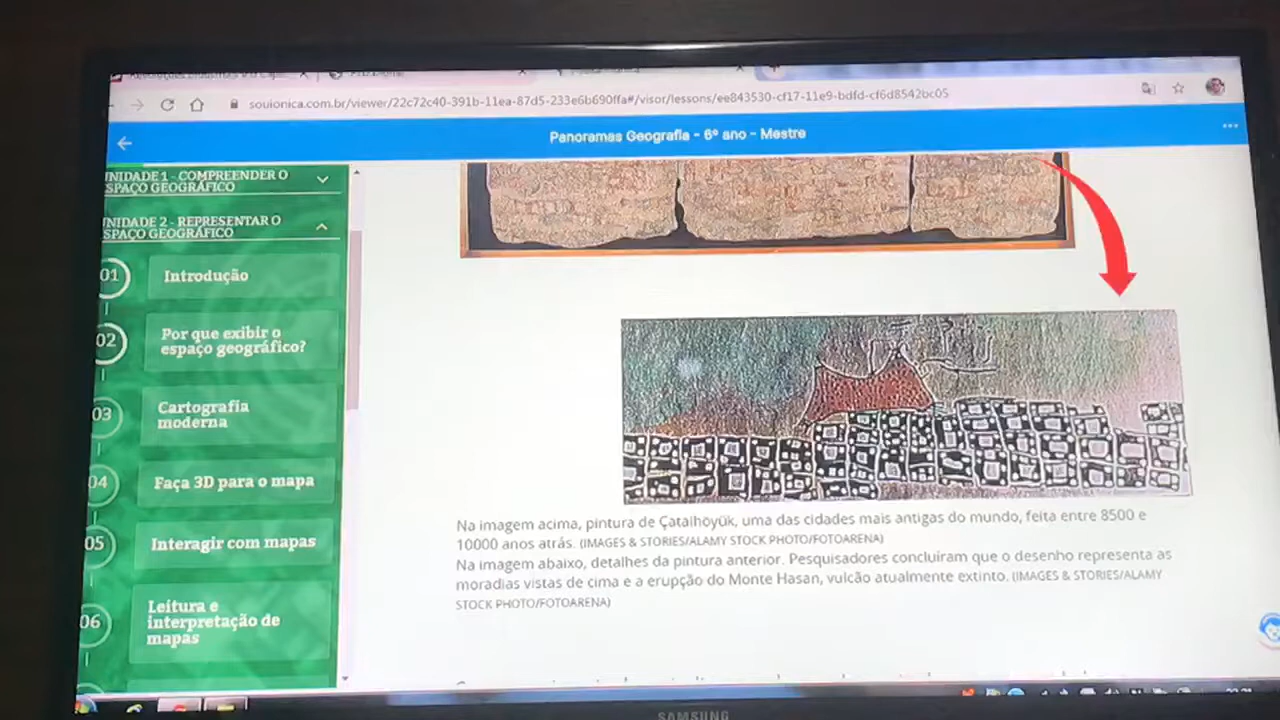 souionica.com.br/viewer/22c72c40-391b-11ea-87d5-233e6b690ffa#/visor/lessons/ee843530-cf17-11e9-bdfd-cf6d8542bc05
Panoramas Geografia - 6º ano - Mestre
UNIDADE 1 - COMPREENDER O
ESPAÇO GEOGRÁFICO
UNIDADE 2 - REPRESENTAR O
ESPAÇO GEOGRÁFICO
01 Introdução
02 Por que exibir o
espaço geográfico?
03 Cartografia
moderna
04 Faça 3D para o mapa
05 Interagir com mapas
06 Leitura e
interpretação de
mapas
Na imagem acima, pintura de Çatalhöyük, uma das cidades mais antigas do mundo, feita entre 8500 e
10000 anos atrás. (IMAGES & STORIES/ALAMY STOCK PHOTO/FOTOARENA)
Na imagem abaixo, detalhes da pintura anterior. Pesquisadores concluíram que o desenho representa as
moradias vistas de cima e a erupção do Monte Hasan, vulcão atualmente extinto. (IMAGES & STORIES/ALAMY
STOCK PHOTO/FOTOARENA)
SAMSUNG